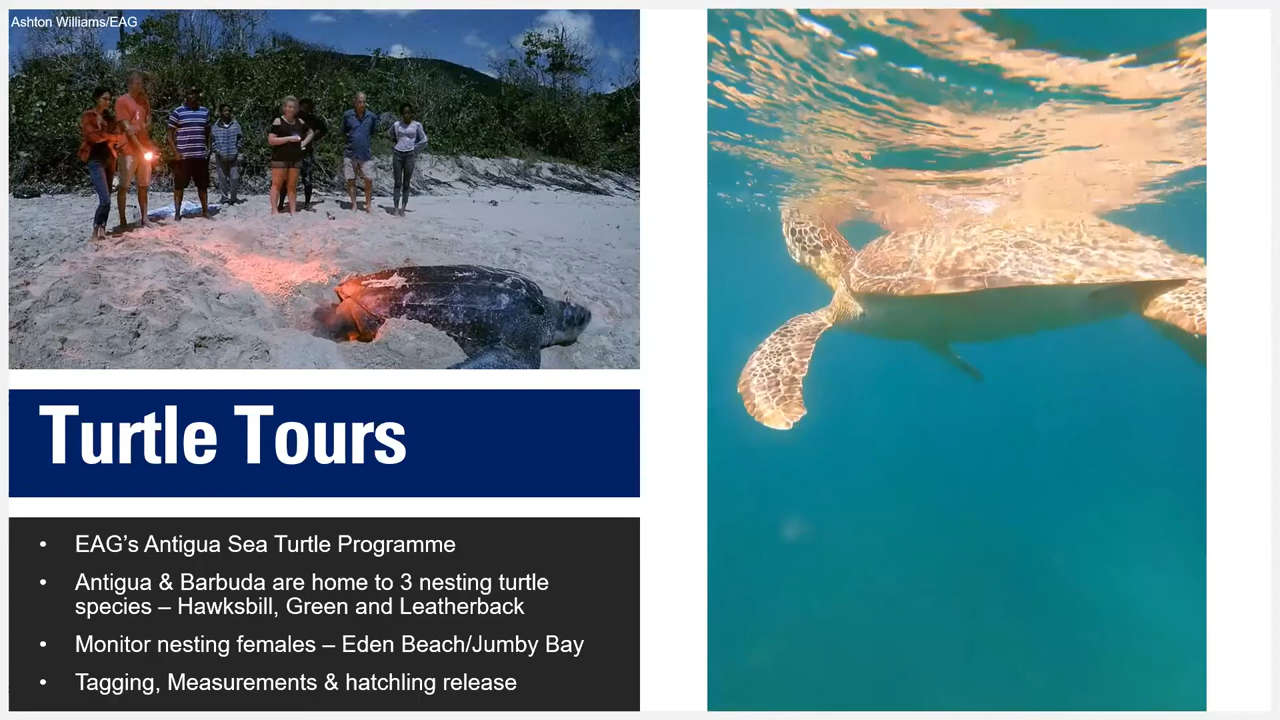 Ashton Williams/EAG
Turtle Tours
• EAG’s Antigua Sea Turtle Programme
• Antigua & Barbuda are home to 3 nesting turtle
species – Hawksbill, Green and Leatherback
• Monitor nesting females – Eden Beach/Jumby Bay
• Tagging, Measurements & hatchling release